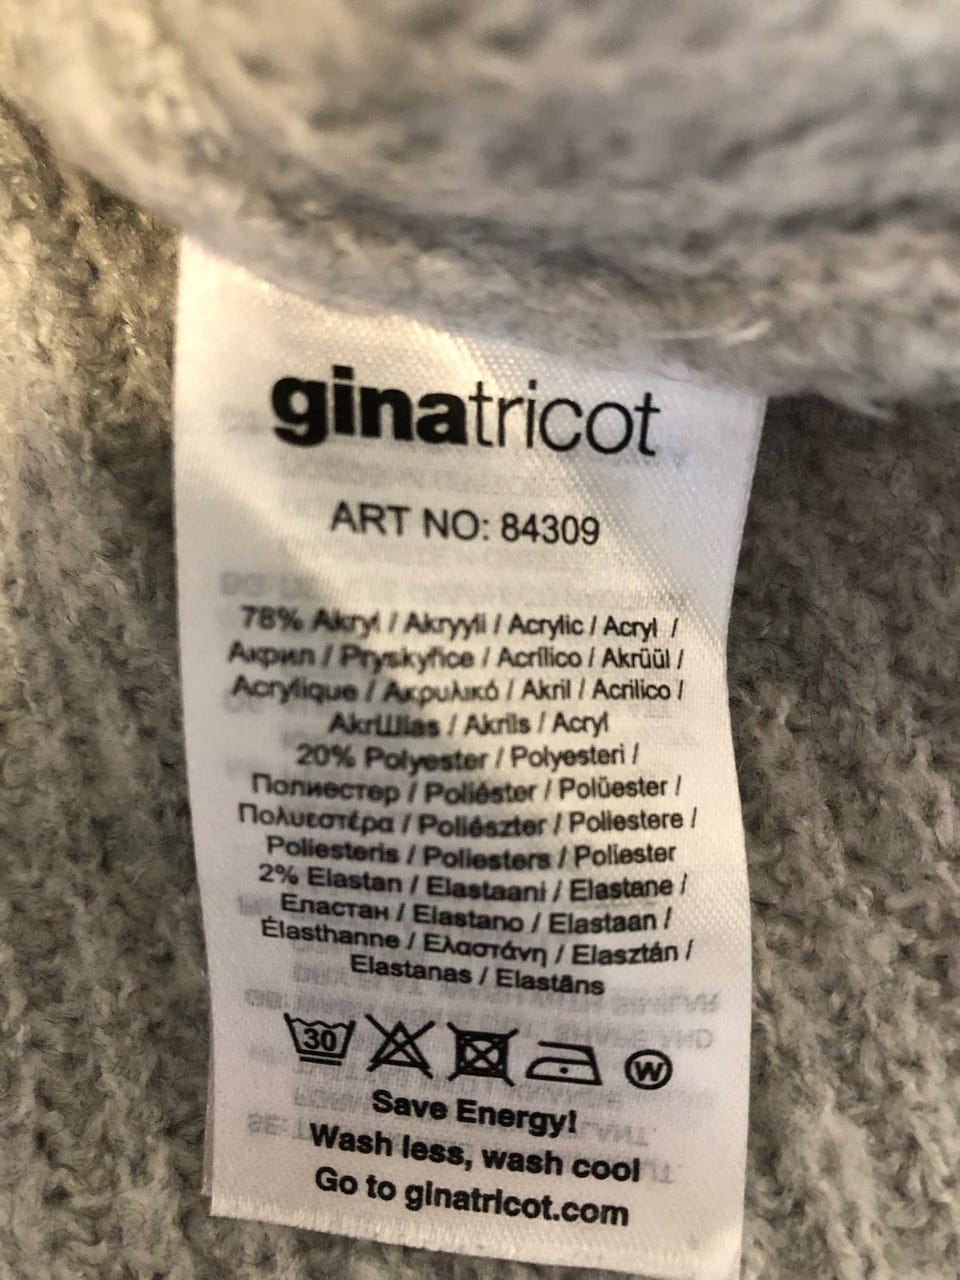 ginatricot
ART NO: 84309
78% Akryl / Akryyli / Acrylic / Acryl /
Акрил / Pryskyřice / Acrílico / Akrüül /
Acrylique / Ακρυλικό / Akril / Acrilico /
AkrШlas / Akrils / Acryl
20% Polyester / Polyesteri /
Полиестер / Poliéster / Polüester /
Πολυεστέρα / Poliészter / Poliestere /
Poliesteris / Poliesters / Poliester
2% Elastan / Elastaani / Elastane /
Еластан / Elastano / Elastaan /
Élasthanne / Ελαστάνη / Elasztán /
Elastanas / Elastāns
30
W
Save Energy!
Wash less, wash cool
Go to ginatricot.com